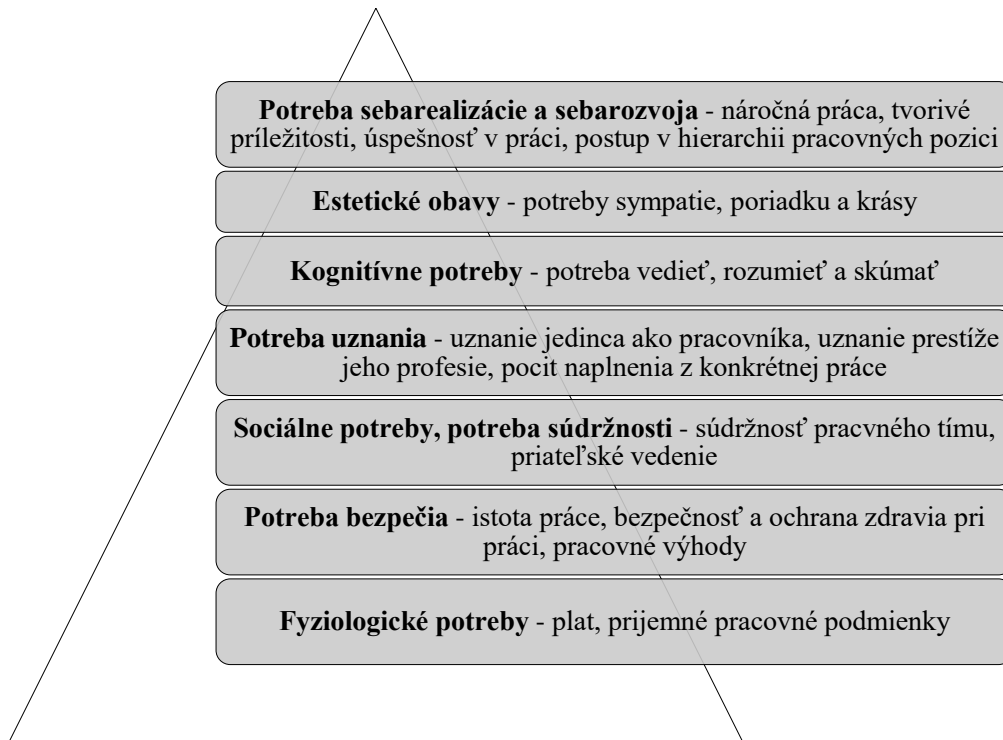 Potreba sebarealizácie a sebarozvoja - náročná práca, tvorivé
príležitosti, úspešnosť v práci, postup v hierarchii pracovných pozici
Estetické obavy - potreby sympatie, poriadku a krásy
Kognitívne potreby - potreba vedieť, rozumieť a skúmať
Potreba uznania - uznanie jedinca ako pracovníka, uznanie prestíže
jeho profesie, pocit naplnenia z konkrétnej práce
Sociálne potreby, potreba súdržnosti - súdržnosť pracvného tímu,
priateľské vedenie
Potreba bezpečia - istota práce, bezpečnosť a ochrana zdravia pri
práci, pracovné výhody
Fyziologické potreby - plat, prijemné pracovné podmienky